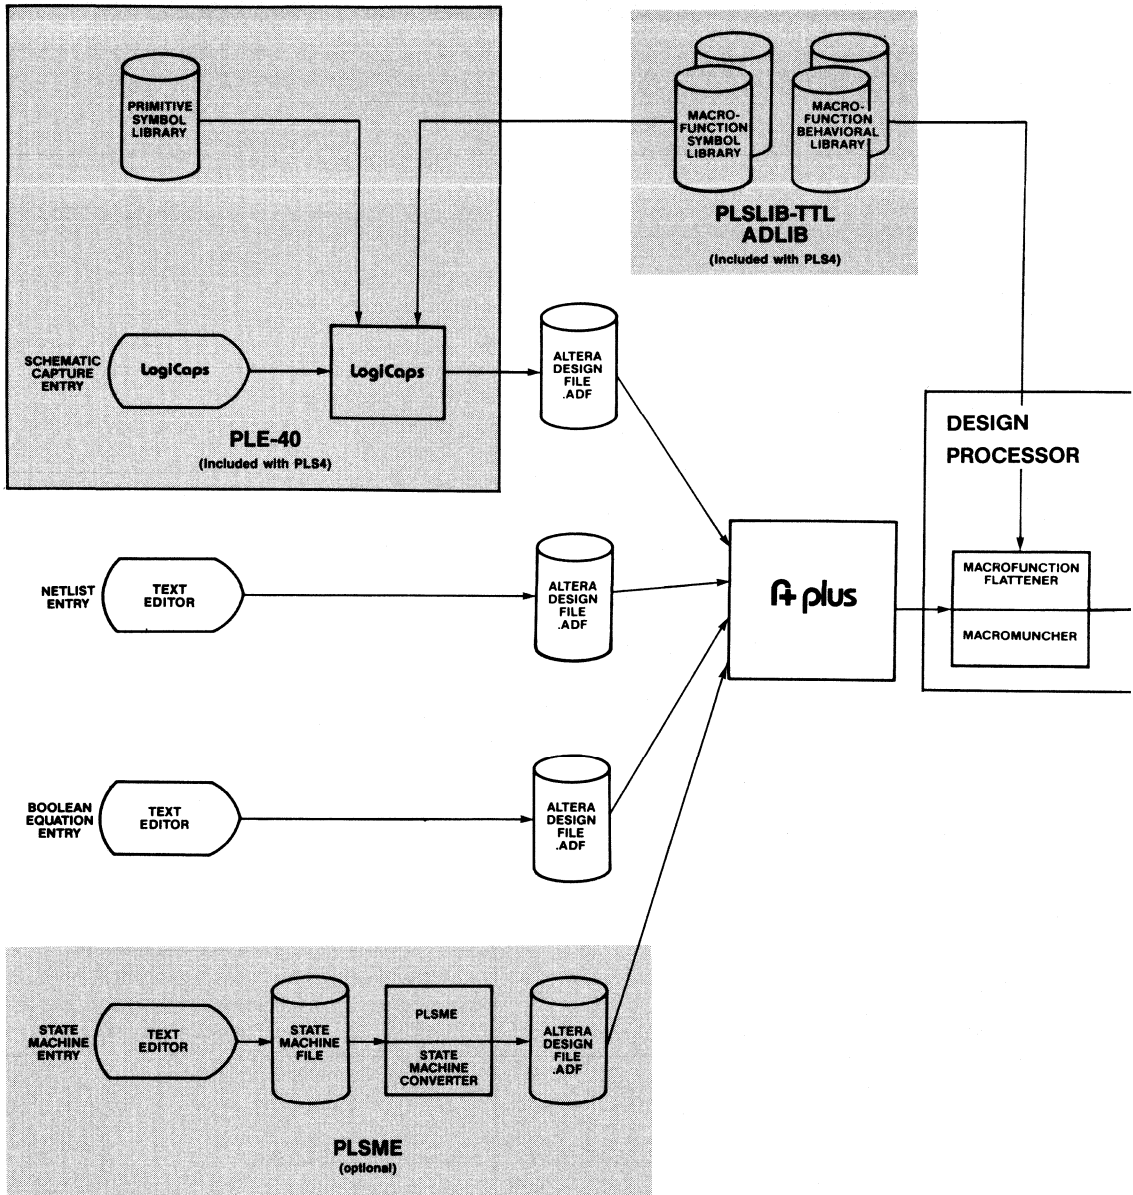 PRIMITIVE
SYMBOL
LIBRARY
MACRO-
FUNCTION
SYMBOL
LIBRARY
MACRO-
FUNCTION
BEHAVIORAL
LIBRARY
PLSLIB-TTL
ADLIB
(included with PLS4)
SCHEMATIC
CAPTURE
ENTRY
LogiCaps
LogiCaps
PLE-40
(included with PLS4)
ALTERA
DESIGN
FILE
.ADF
DESIGN
PROCESSOR
NETLIST
ENTRY
TEXT
EDITOR
ALTERA
DESIGN
FILE
.ADF
A+ plus
MACROFUNCTION
FLATTENER
MACROMUNCHER
BOOLEAN
EQUATION
ENTRY
TEXT
EDITOR
ALTERA
DESIGN
FILE
.ADF
STATE
MACHINE
ENTRY
TEXT
EDITOR
STATE
MACHINE
FILE
PLSME
STATE
MACHINE
CONVERTER
ALTERA
DESIGN
FILE
.ADF
PLSME
(optional)